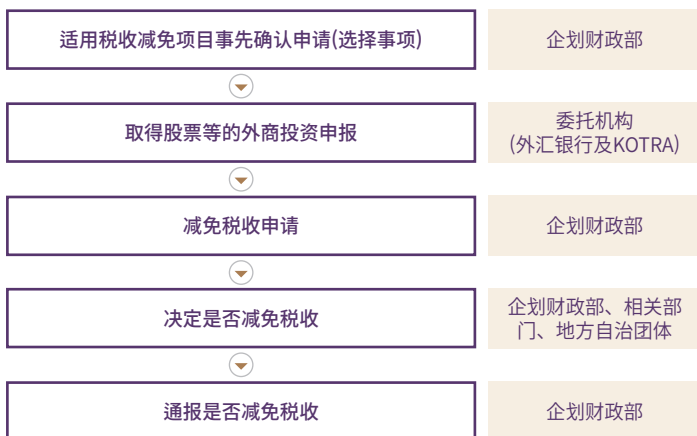 适用税收减免项目事先确认申请(选择事项)
企划财政部
取得股票等的外商投资申报
委托机构
(外汇银行及KOTRA)
减免税收申请
企划财政部
决定是否减免税收
企划财政部、相关部
门、地方自治团体
通报是否减免税收
企划财政部